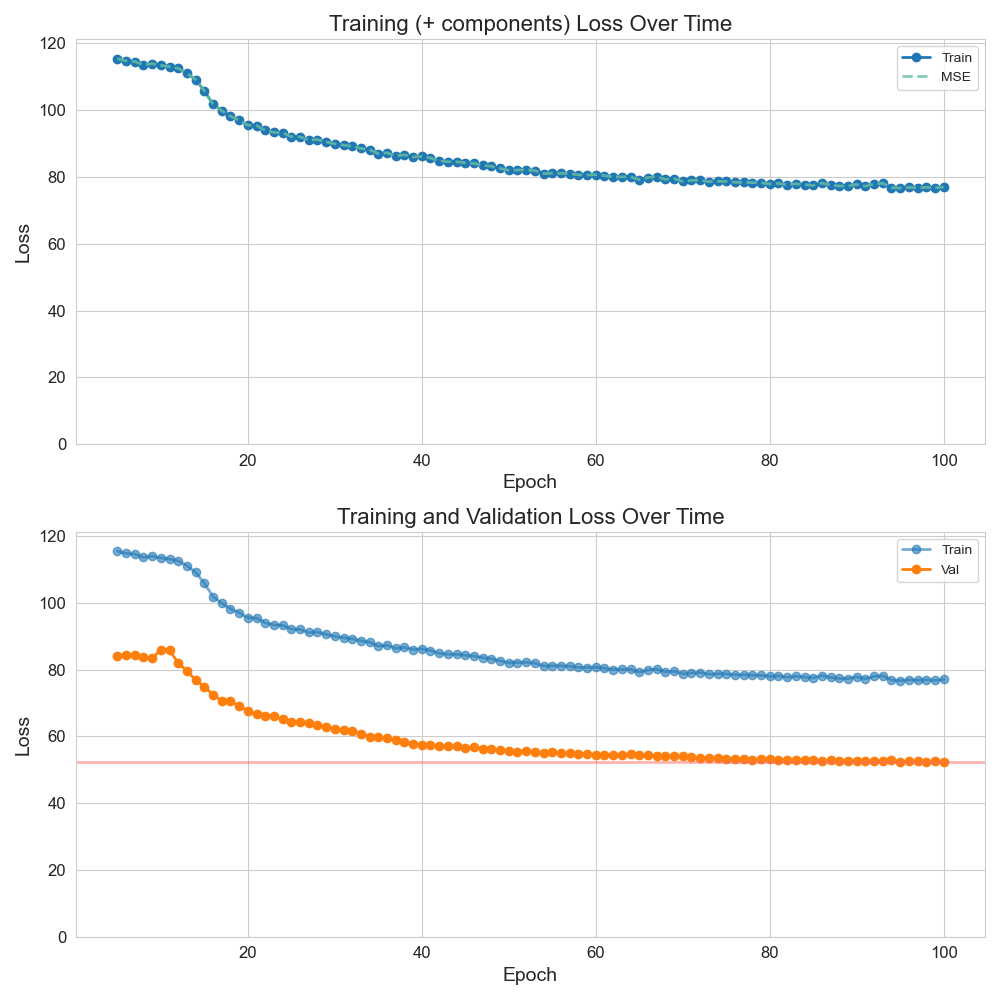 Training (+ components) Loss Over Time
120
100
80
60
40
20
0
Loss
Train
MSE
20 40 60 80 100
Epoch
Training and Validation Loss Over Time
120
100
80
60
40
20
0
Loss
Train
Val
20 40 60 80 100
Epoch